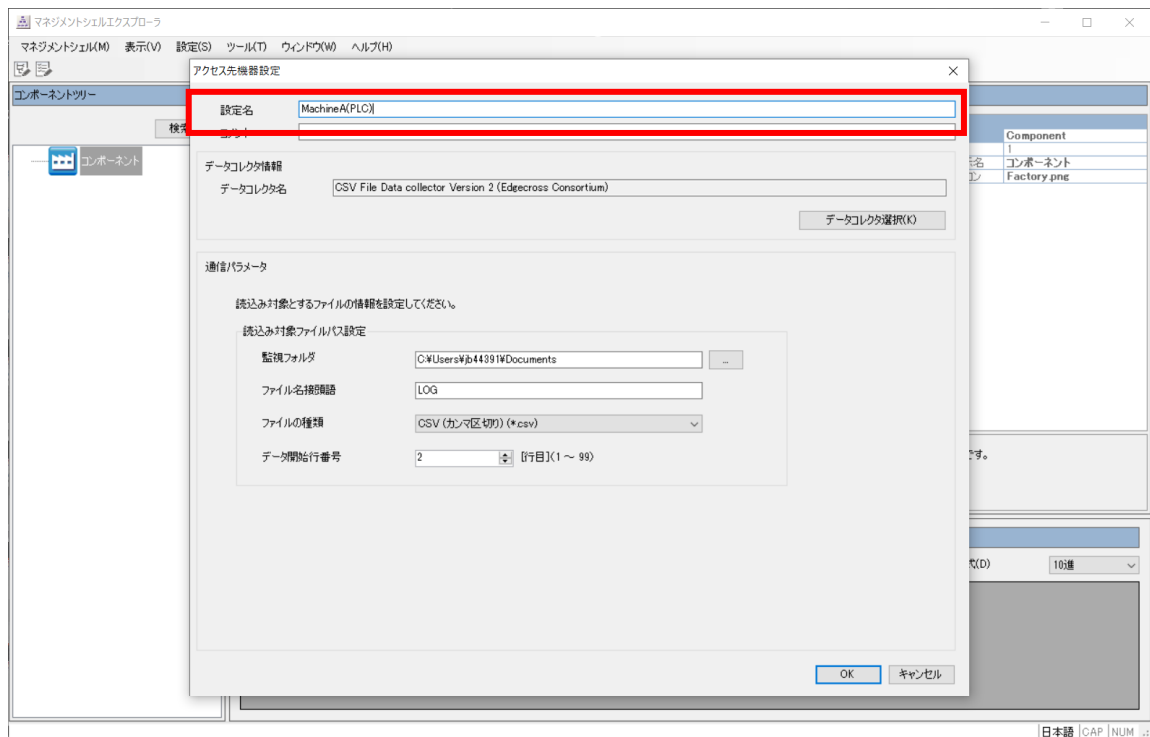 マネジメントシェルエクスプローラ
マネジメントシェル(M) 表示(V) 設定(S) ツール(T) ウィンドウ(W) ヘルプ(H)
アクセス先機器設定
コンポーネントツリー
設定名 MachineA(PLC)
検索
コンポーネント
Component
1
コンポーネント
Factory.png
データコレクタ情報
データコレクタ名 CSV File Data collector Version 2 (Edgecross Consortium)
データコレクタ選択(K)
通信パラメータ
読込み対象とするファイルの情報を設定してください。
読込み対象ファイルパス設定
監視フォルダ C:¥Users¥jb44391¥Documents ...
ファイル名接頭語 LOG
ファイルの種類 CSV (カンマ区切り) (*.csv)
データ開始行番号 2 [行目](1 ～ 99)
です。
式(D) 10進
OK キャンセル
日本語 CAP NUM